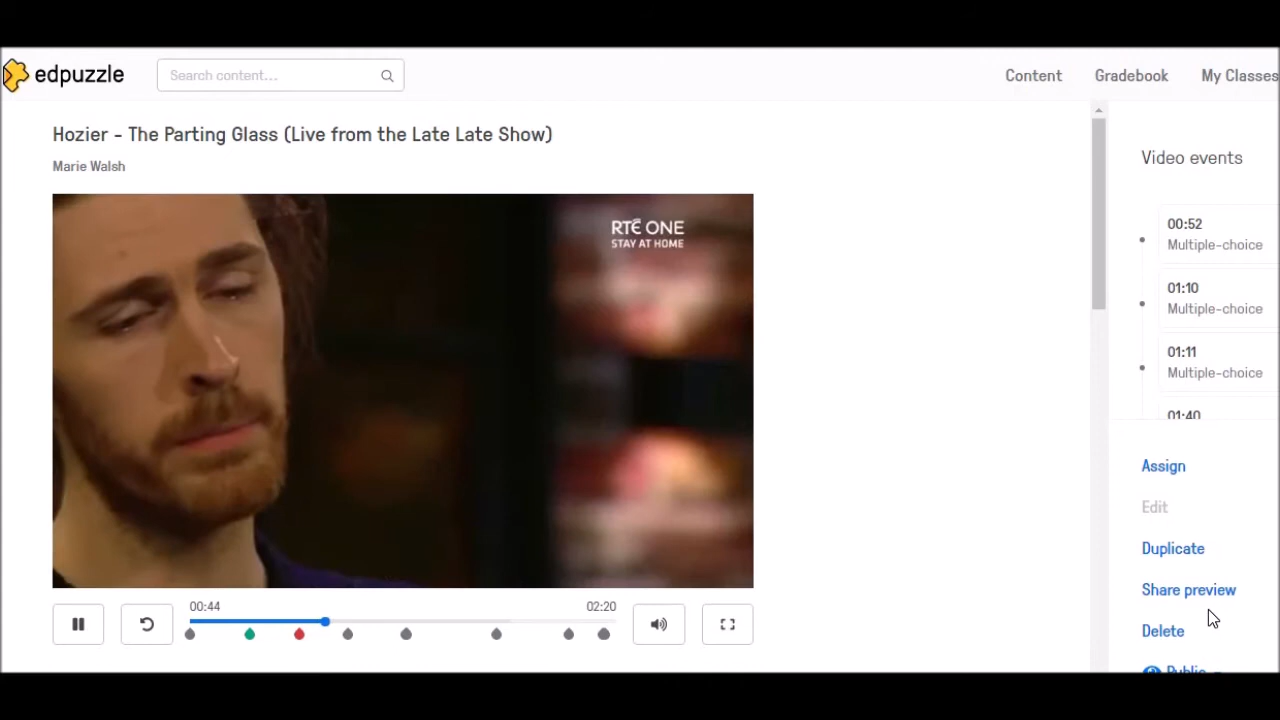 edpuzzle
Search content...
Content
Gradebook
My Classes
Hozier - The Parting Glass (Live from the Late Late Show)
Marie Walsh
RTÉ ONE
STAY AT HOME
00:44
02:20
Video events
00:52
Multiple-choice
01:10
Multiple-choice
01:11
Multiple-choice
01:40
Assign
Edit
Duplicate
Share preview
Delete
Public